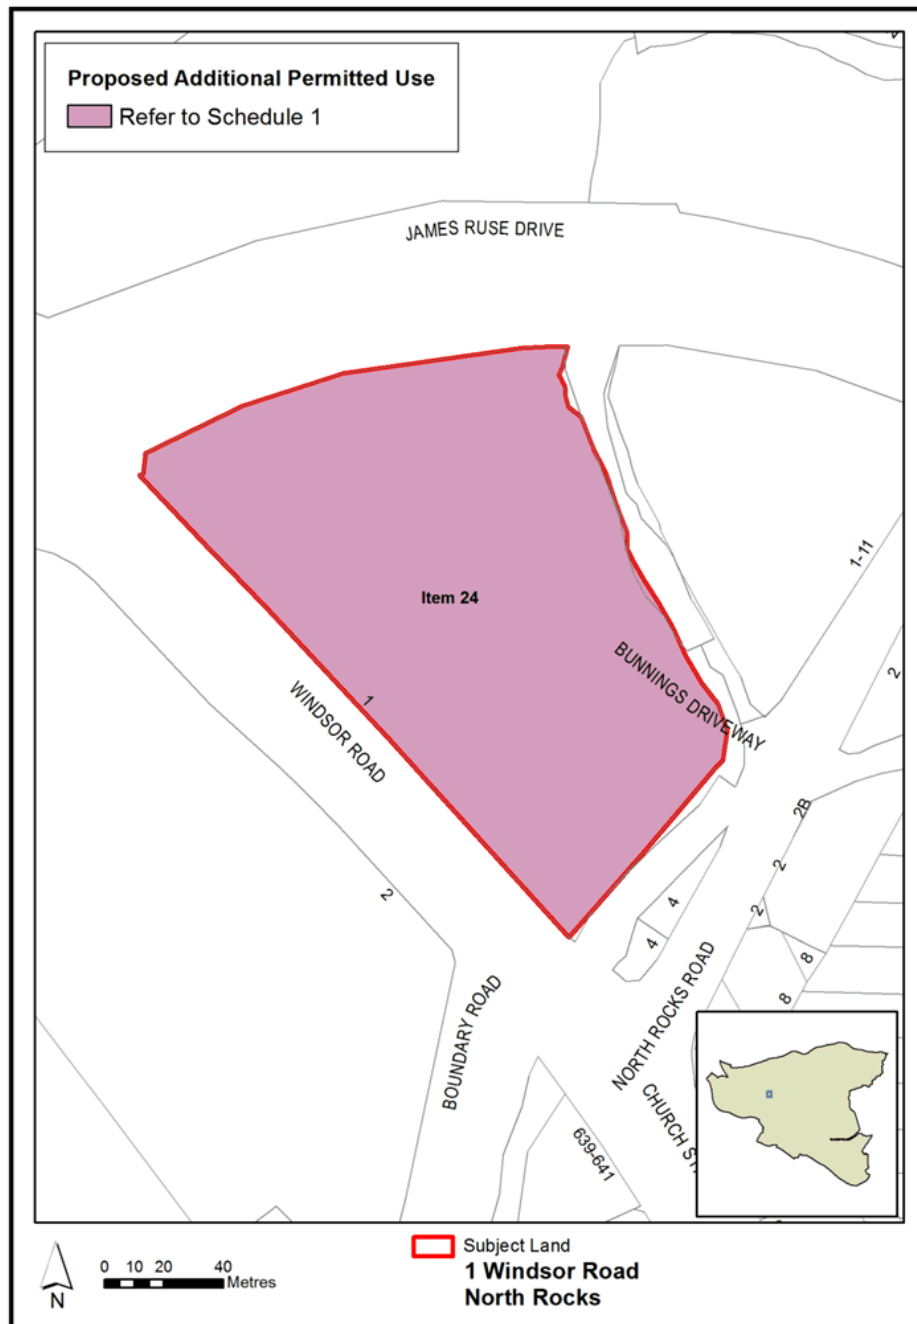 Proposed Additional Permitted Use
Refer to Schedule 1
JAMES RUSE DRIVE
1-11
Item 24
BUNNINGS DRIVEWAY
2
WINDSOR ROAD
1
2B
2
2
2
4
4
8
8
NORTH ROCKS ROAD
BOUNDARY ROAD
CHURCH ST
639-641
N
0 10 20 40
Metres
Subject Land
1 Windsor Road
North Rocks